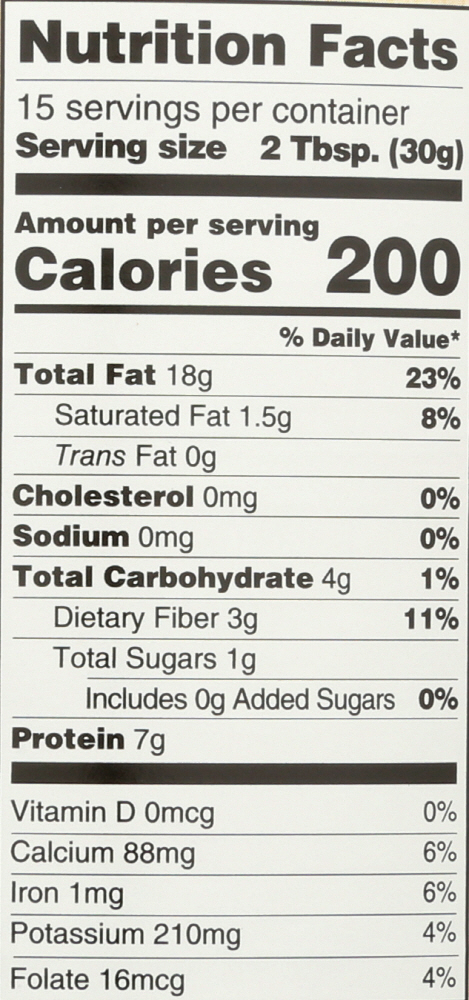 Nutrition Facts
15 servings per container
Serving size 2 Tbsp. (30g)
Amount per serving
Calories 200
% Daily Value*
Total Fat 18g 23%
Saturated Fat 1.5g 8%
Trans Fat 0g
Cholesterol 0mg 0%
Sodium 0mg 0%
Total Carbohydrate 4g 1%
Dietary Fiber 3g 11%
Total Sugars 1g
Includes 0g Added Sugars 0%
Protein 7g
Vitamin D 0mcg 0%
Calcium 88mg 6%
Iron 1mg 6%
Potassium 210mg 4%
Folate 16mcg 4%